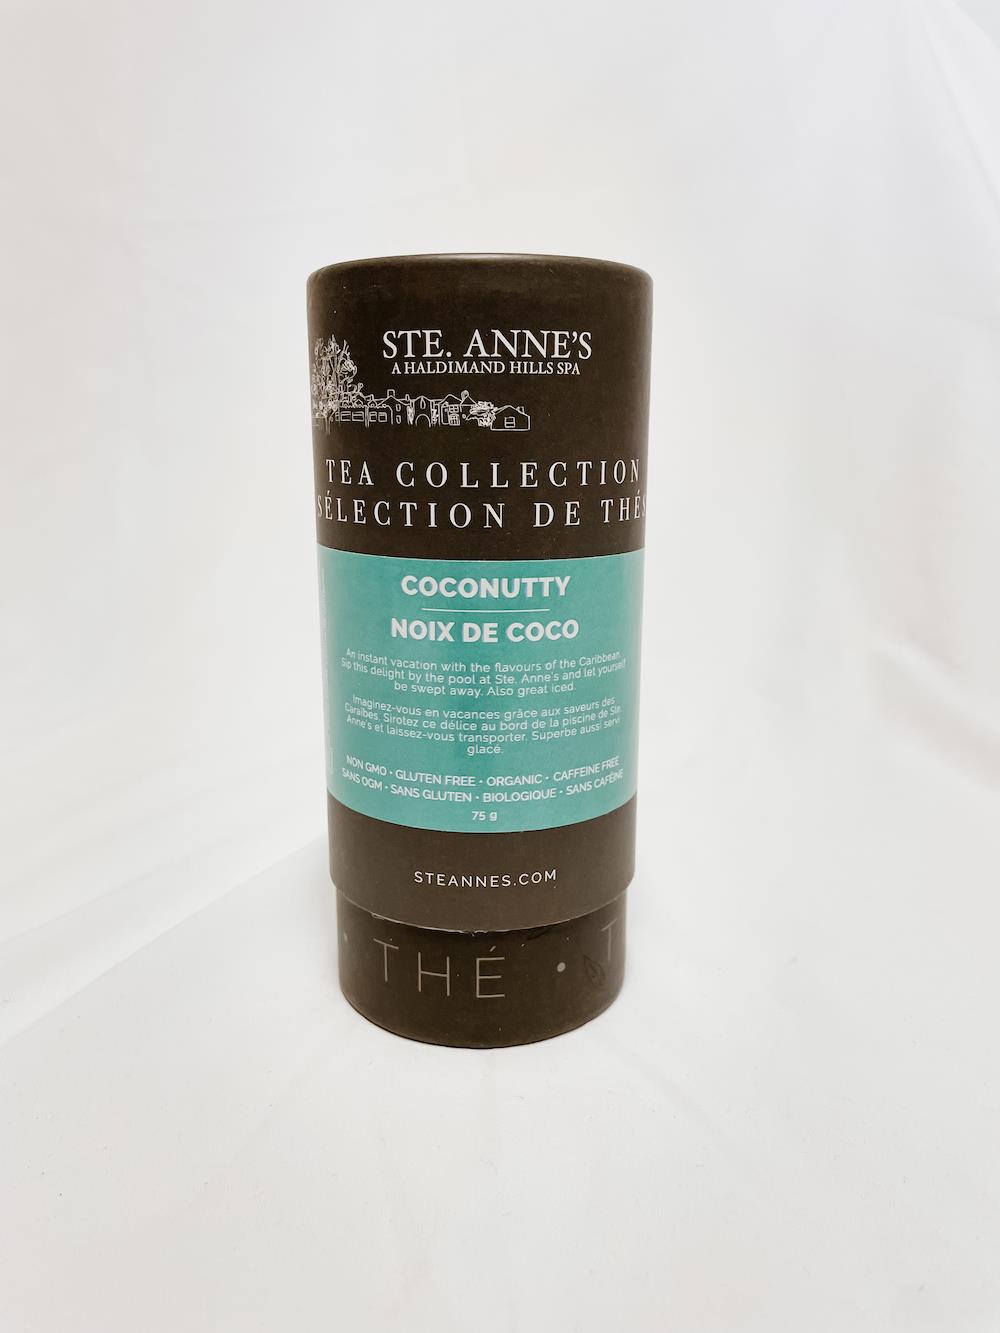 STE. ANNE'S
A HALDIMAND HILLS SPA
TEA COLLECTION
SÉLECTION DE THÉS
COCONUTTY
NOIX DE COCO
An instant vacation with the flavours of the Caribbean.
Sip this delight by the pool at Ste. Anne's and let yourself
be swept away. Also great iced.
Imaginez-vous en vacances grâce aux saveurs des
Caraïbes. Sirotez ce délice au bord de la piscine de Ste.
Anne's et laissez-vous transporter. Superbe aussi servi
glacé.
NON GMO • GLUTEN FREE • ORGANIC • CAFFEINE FREE
SANS OGM • SANS GLUTEN • BIOLOGIQUE • SANS CAFÉINE
75 g
STEANNES.COM
• THÉ • T